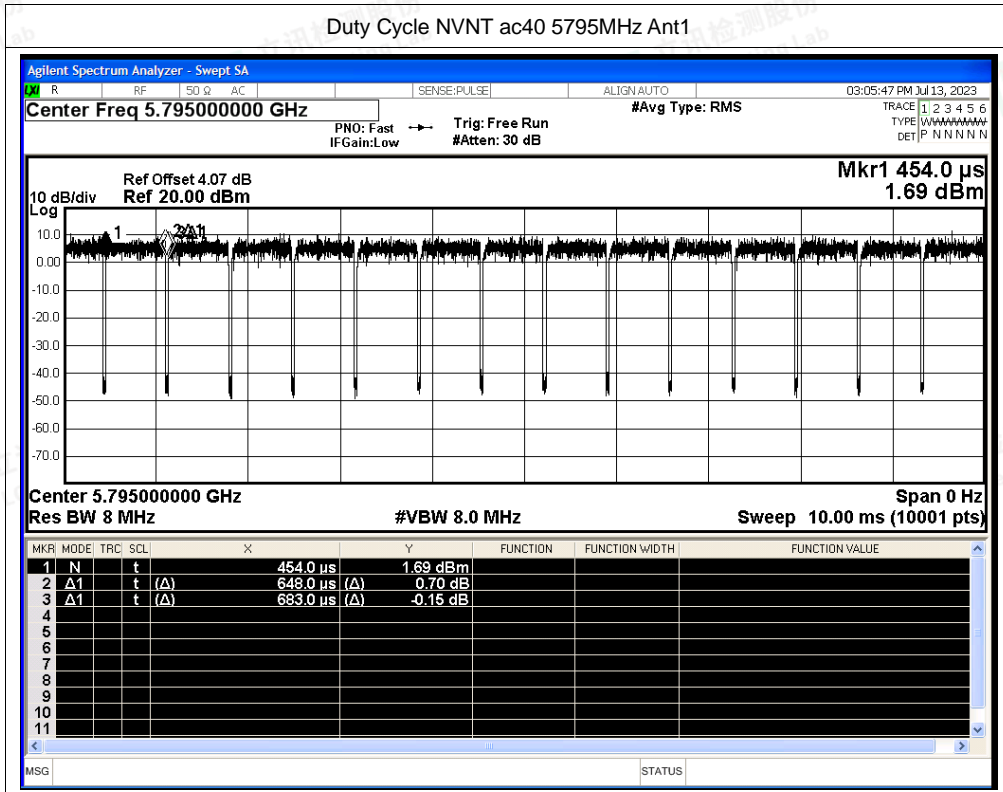 Duty Cycle NVNT ac40 5795MHz Ant1
Agilent Spectrum Analyzer - Swept SA
LXI R RF 50 Ω AC SENSE:PULSE ALIGN AUTO 03:05:47 PM Jul 13, 2023
Center Freq 5.795000000 GHz #Avg Type: RMS TRACE 1 2 3 4 5 6
PNO: Fast Trig: Free Run TYPE WWWWWW
IFGain:Low #Atten: 30 dB DET P N N N N N
Mkr1 454.0 µs
Ref Offset 4.07 dB
10 dB/div Ref 20.00 dBm 1.69 dBm
Log
10.0 1 2Δ1
0.00
-10.0
-20.0
-30.0
-40.0
-50.0
-60.0
-70.0
Center 5.795000000 GHz Span 0 Hz
Res BW 8 MHz #VBW 8.0 MHz Sweep 10.00 ms (10001 pts)
MKR MODE TRC SCL X Y FUNCTION FUNCTION WIDTH FUNCTION VALUE
1 N t 454.0 µs 1.69 dBm
2 Δ1 t (Δ) 648.0 µs (Δ) 0.70 dB
3 Δ1 t (Δ) 683.0 µs (Δ) -0.15 dB
4
5
6
7
8
9
10
11
MSG STATUS